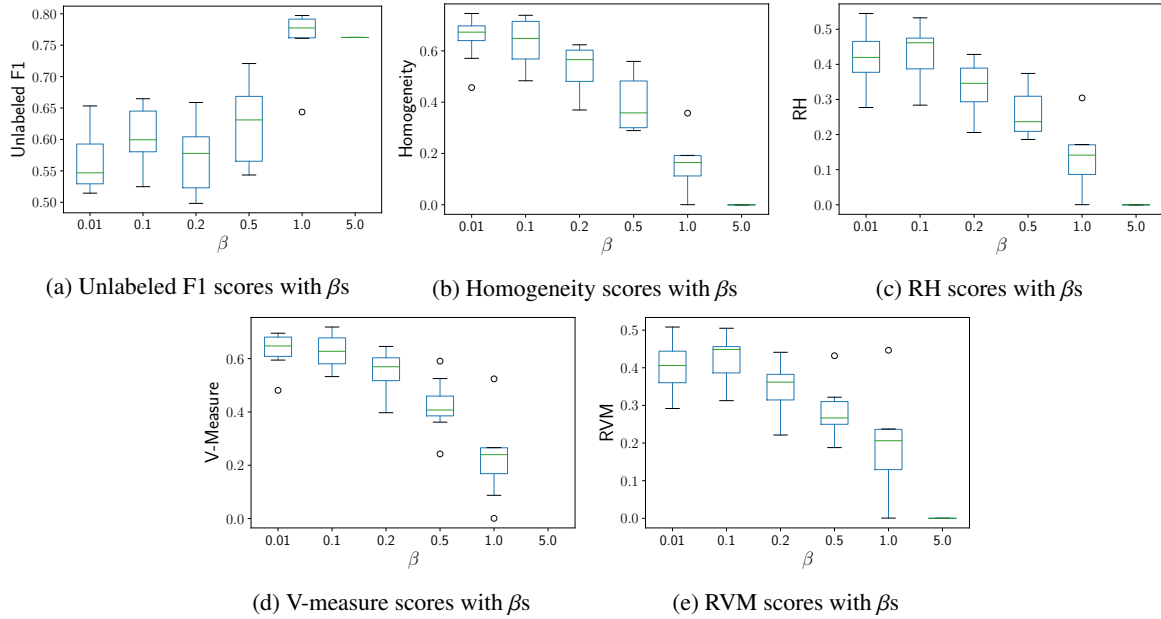 0.80
0.75
0.70
0.65
0.60
0.55
0.50
Unlabeled F1
0.01 0.1 0.2 0.5 1.0 5.0
β
(a) Unlabeled F1 scores with βs
0.6
0.4
0.2
0.0
Homogeneity
0.01 0.1 0.2 0.5 1.0 5.0
β
(b) Homogeneity scores with βs
0.5
0.4
0.3
0.2
0.1
0.0
RH
0.01 0.1 0.2 0.5 1.0 5.0
β
(c) RH scores with βs
0.6
0.4
0.2
0.0
V-Measure
0.01 0.1 0.2 0.5 1.0 5.0
β
(d) V-measure scores with βs
0.5
0.4
0.3
0.2
0.1
0.0
RVM
0.01 0.1 0.2 0.5 1.0 5.0
β
(e) RVM scores with βs